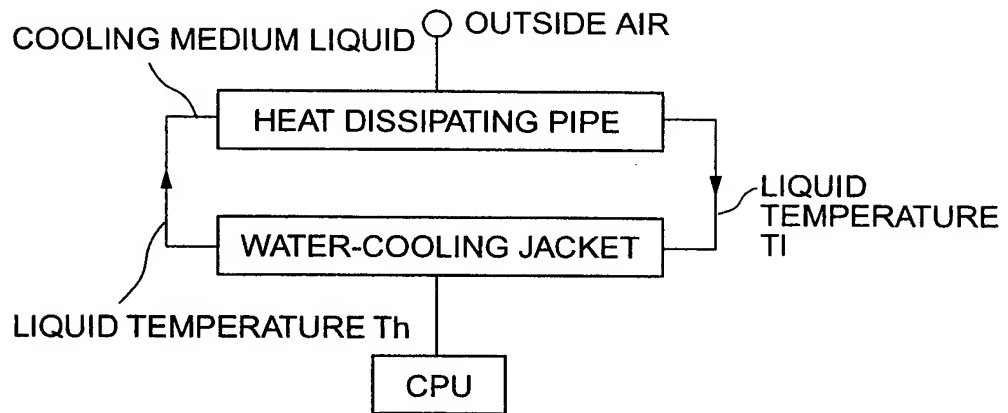 COOLING MEDIUM LIQUID
OUTSIDE AIR
HEAT DISSIPATING PIPE
LIQUID
TEMPERATURE
Tl
WATER-COOLING JACKET
LIQUID TEMPERATURE Th
CPU